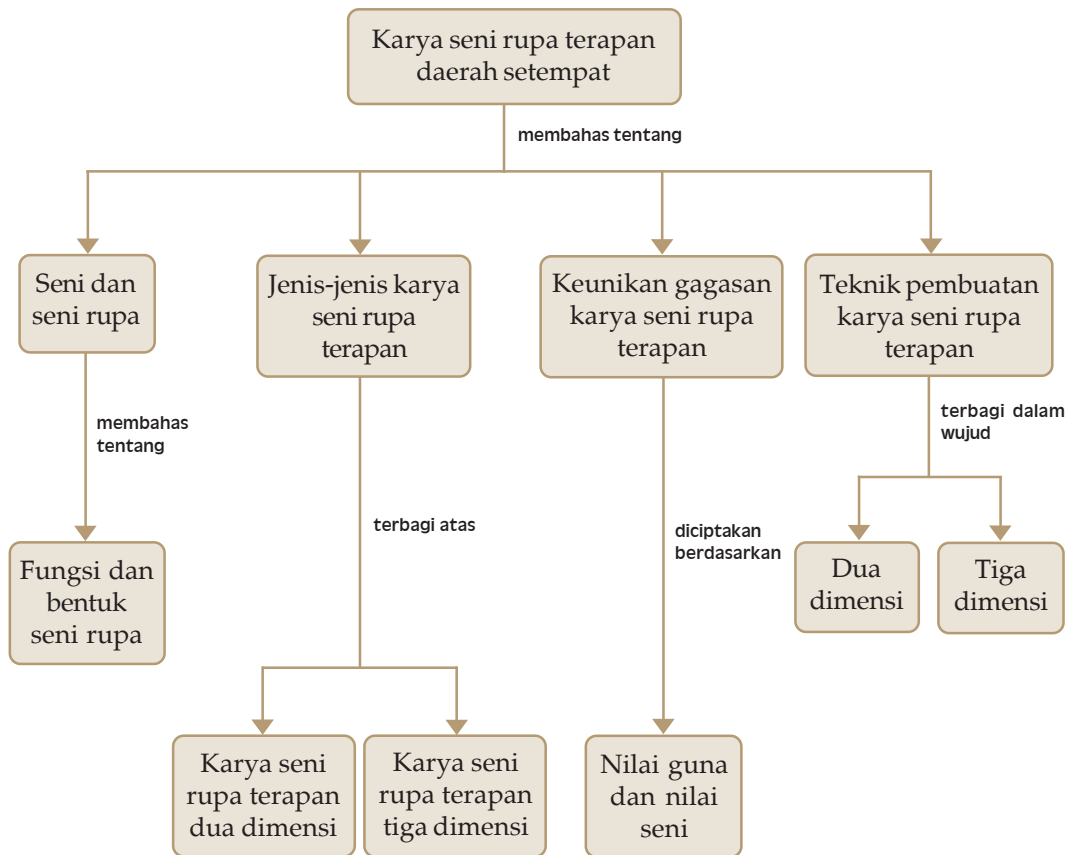 Karya seni rupa terapan
daerah setempat
membahas tentang
Seni dan
seni rupa
Jenis-jenis karya
seni rupa
terapan
Keunikan gagasan
karya seni rupa
terapan
Teknik pembuatan
karya seni rupa
terapan
membahas
tentang
terbagi atas
diciptakan
berdasarkan
terbagi dalam
wujud
Fungsi dan
bentuk
seni rupa
Dua
dimensi
Tiga
dimensi
Karya seni
rupa terapan
dua dimensi
Karya seni
rupa terapan
tiga dimensi
Nilai guna
dan nilai
seni